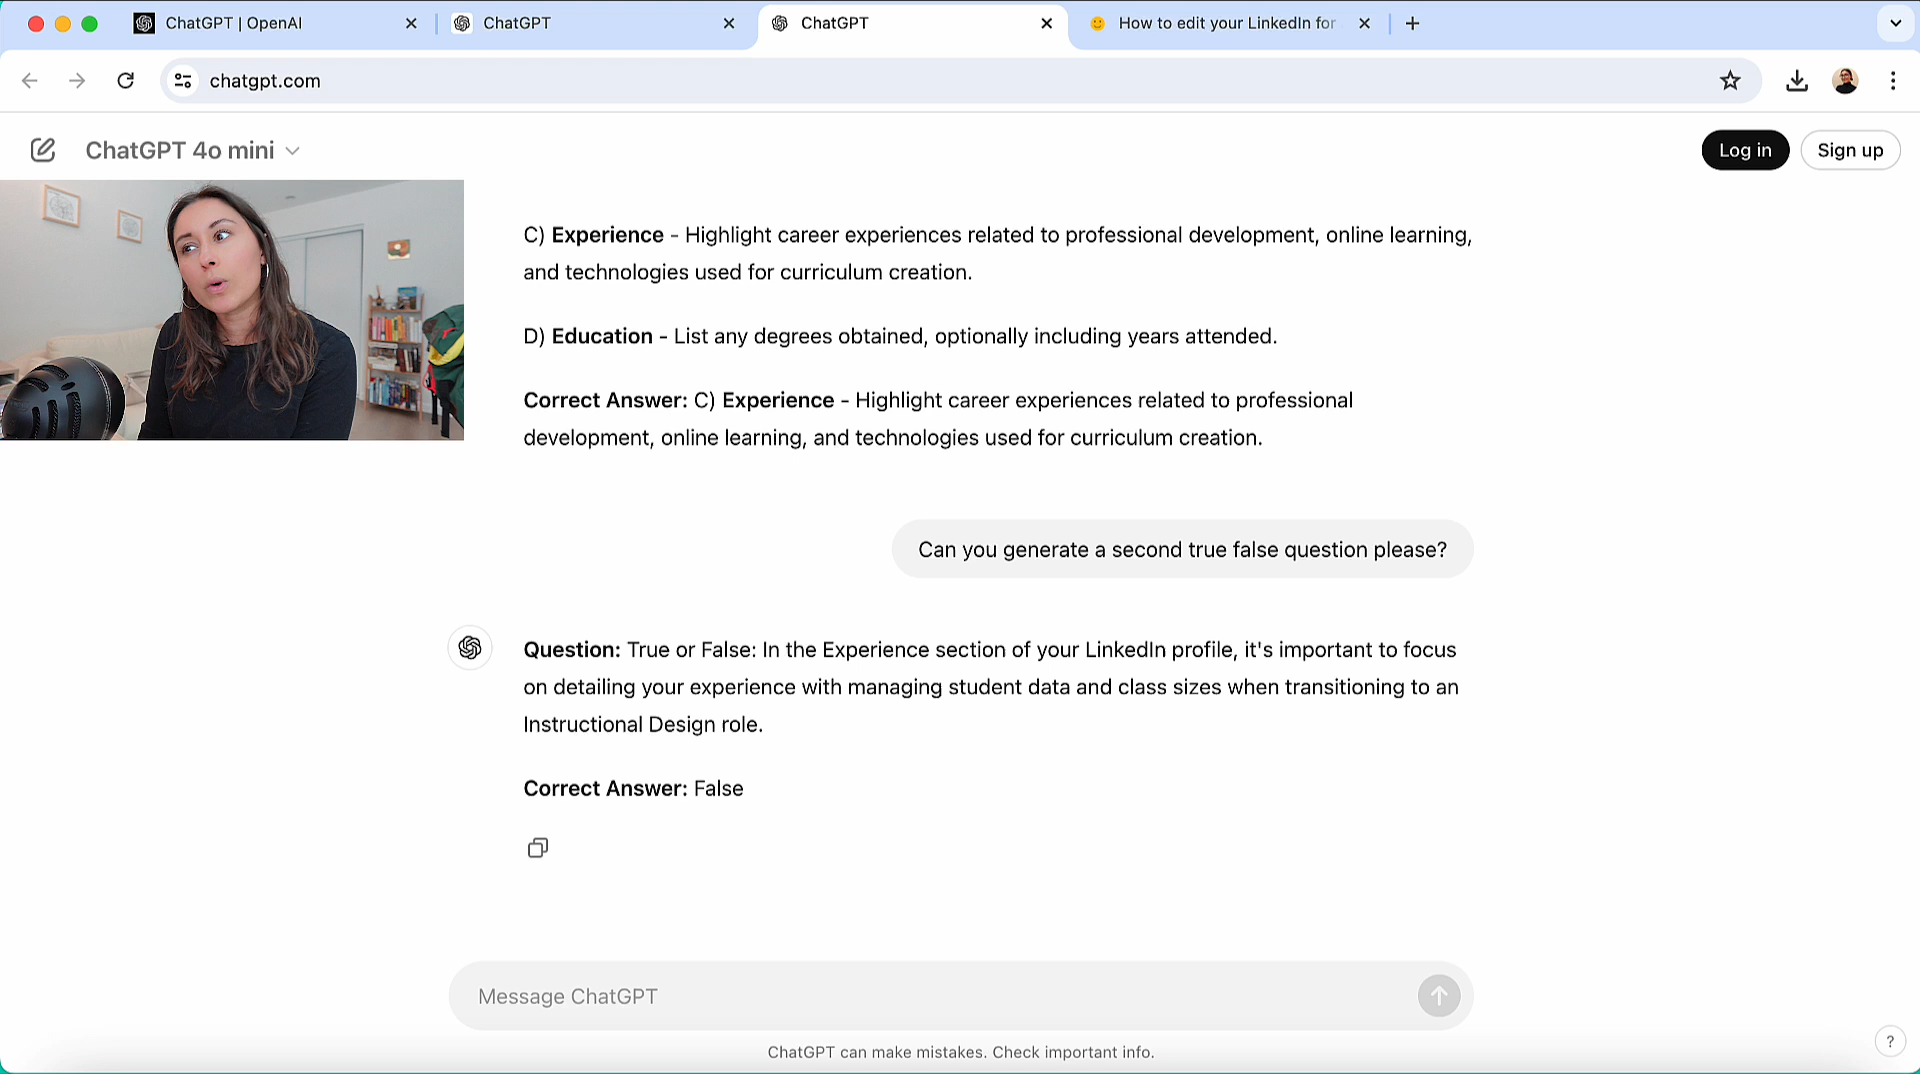 ChatGPT | OpenAI
ChatGPT
ChatGPT
How to edit your LinkedIn for
chatgpt.com
ChatGPT 4o mini
Log in
Sign up
C) Experience - Highlight career experiences related to professional development, online learning,
and technologies used for curriculum creation.
D) Education - List any degrees obtained, optionally including years attended.
Correct Answer: C) Experience - Highlight career experiences related to professional
development, online learning, and technologies used for curriculum creation.
Can you generate a second true false question please?
Question: True or False: In the Experience section of your LinkedIn profile, it's important to focus
on detailing your experience with managing student data and class sizes when transitioning to an
Instructional Design role.
Correct Answer: False
Message ChatGPT
ChatGPT can make mistakes. Check important info.
?